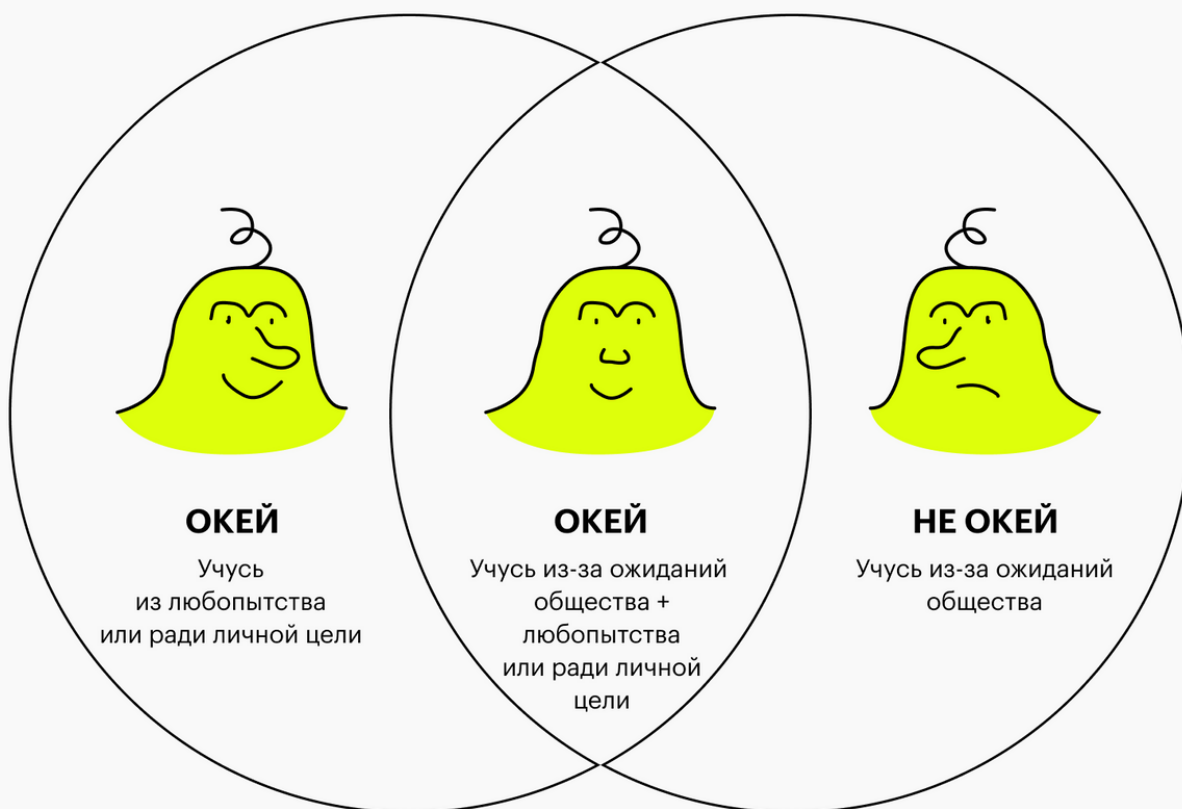 ОКЕЙ
Учусь
из любопытства
или ради личной цели
ОКЕЙ
Учусь из-за ожиданий
общества +
любопытства
или ради личной
цели
НЕ ОКЕЙ
Учусь из-за ожиданий
общества